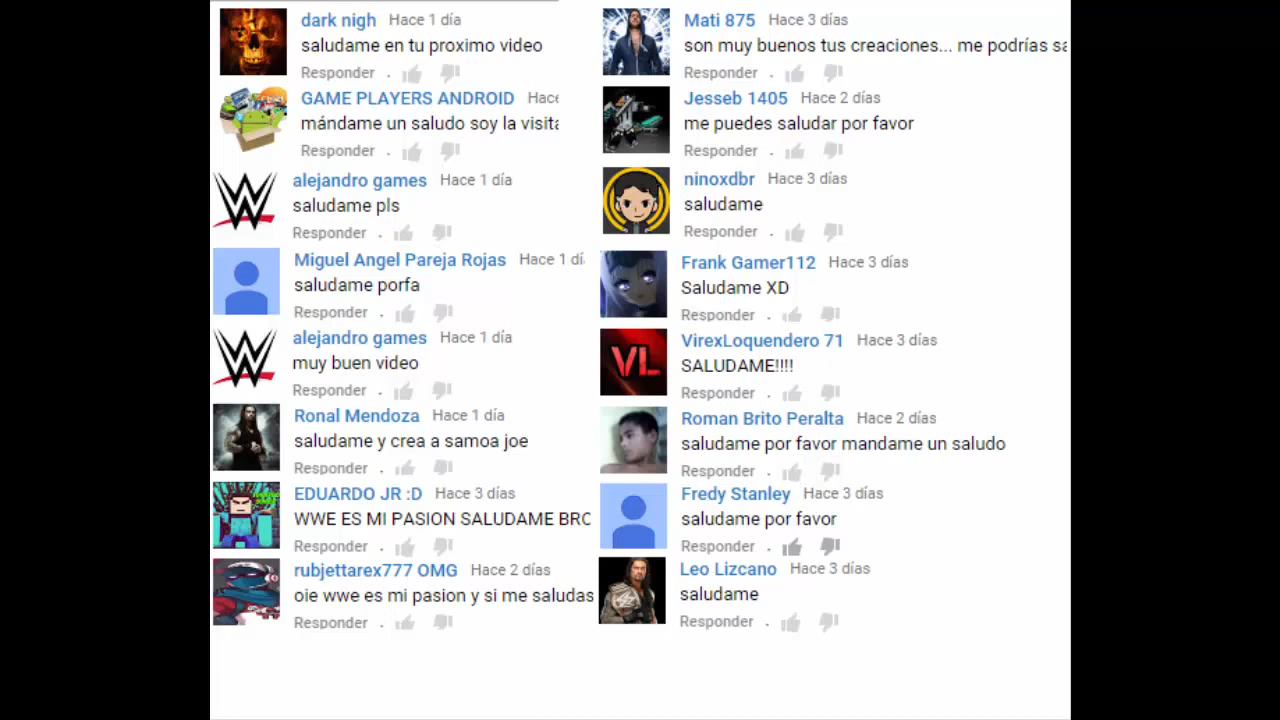 dark nigh Hace 1 día
saludame en tu proximo video
Responder .
GAME PLAYERS ANDROID Hace
mándame un saludo soy la visita
Responder .
alejandro games Hace 1 día
saludame pls
Responder .
Miguel Angel Pareja Rojas Hace 1 dí
saludame porfa
Responder .
alejandro games Hace 1 día
muy buen video
Responder .
Ronal Mendoza Hace 1 día
saludame y crea a samoa joe
Responder .
EDUARDO JR :D Hace 3 días
WWE ES MI PASION SALUDAME BRO
Responder .
rubjettarex777 OMG Hace 2 días
oie wwe es mi pasion y si me saludas
Responder .
Mati 875 Hace 3 días
son muy buenos tus creaciones... me podrías sa
Responder .
Jesseb 1405 Hace 2 días
me puedes saludar por favor
Responder .
ninoxdbr Hace 3 días
saludame
Responder .
Frank Gamer112 Hace 3 días
Saludame XD
Responder .
VL
VirexLoquendero 71 Hace 3 días
SALUDAME!!!!
Responder .
Roman Brito Peralta Hace 2 días
saludame por favor mandame un saludo
Responder .
Fredy Stanley Hace 3 días
saludame por favor
Responder .
Leo Lizcano Hace 3 días
saludame
Responder .